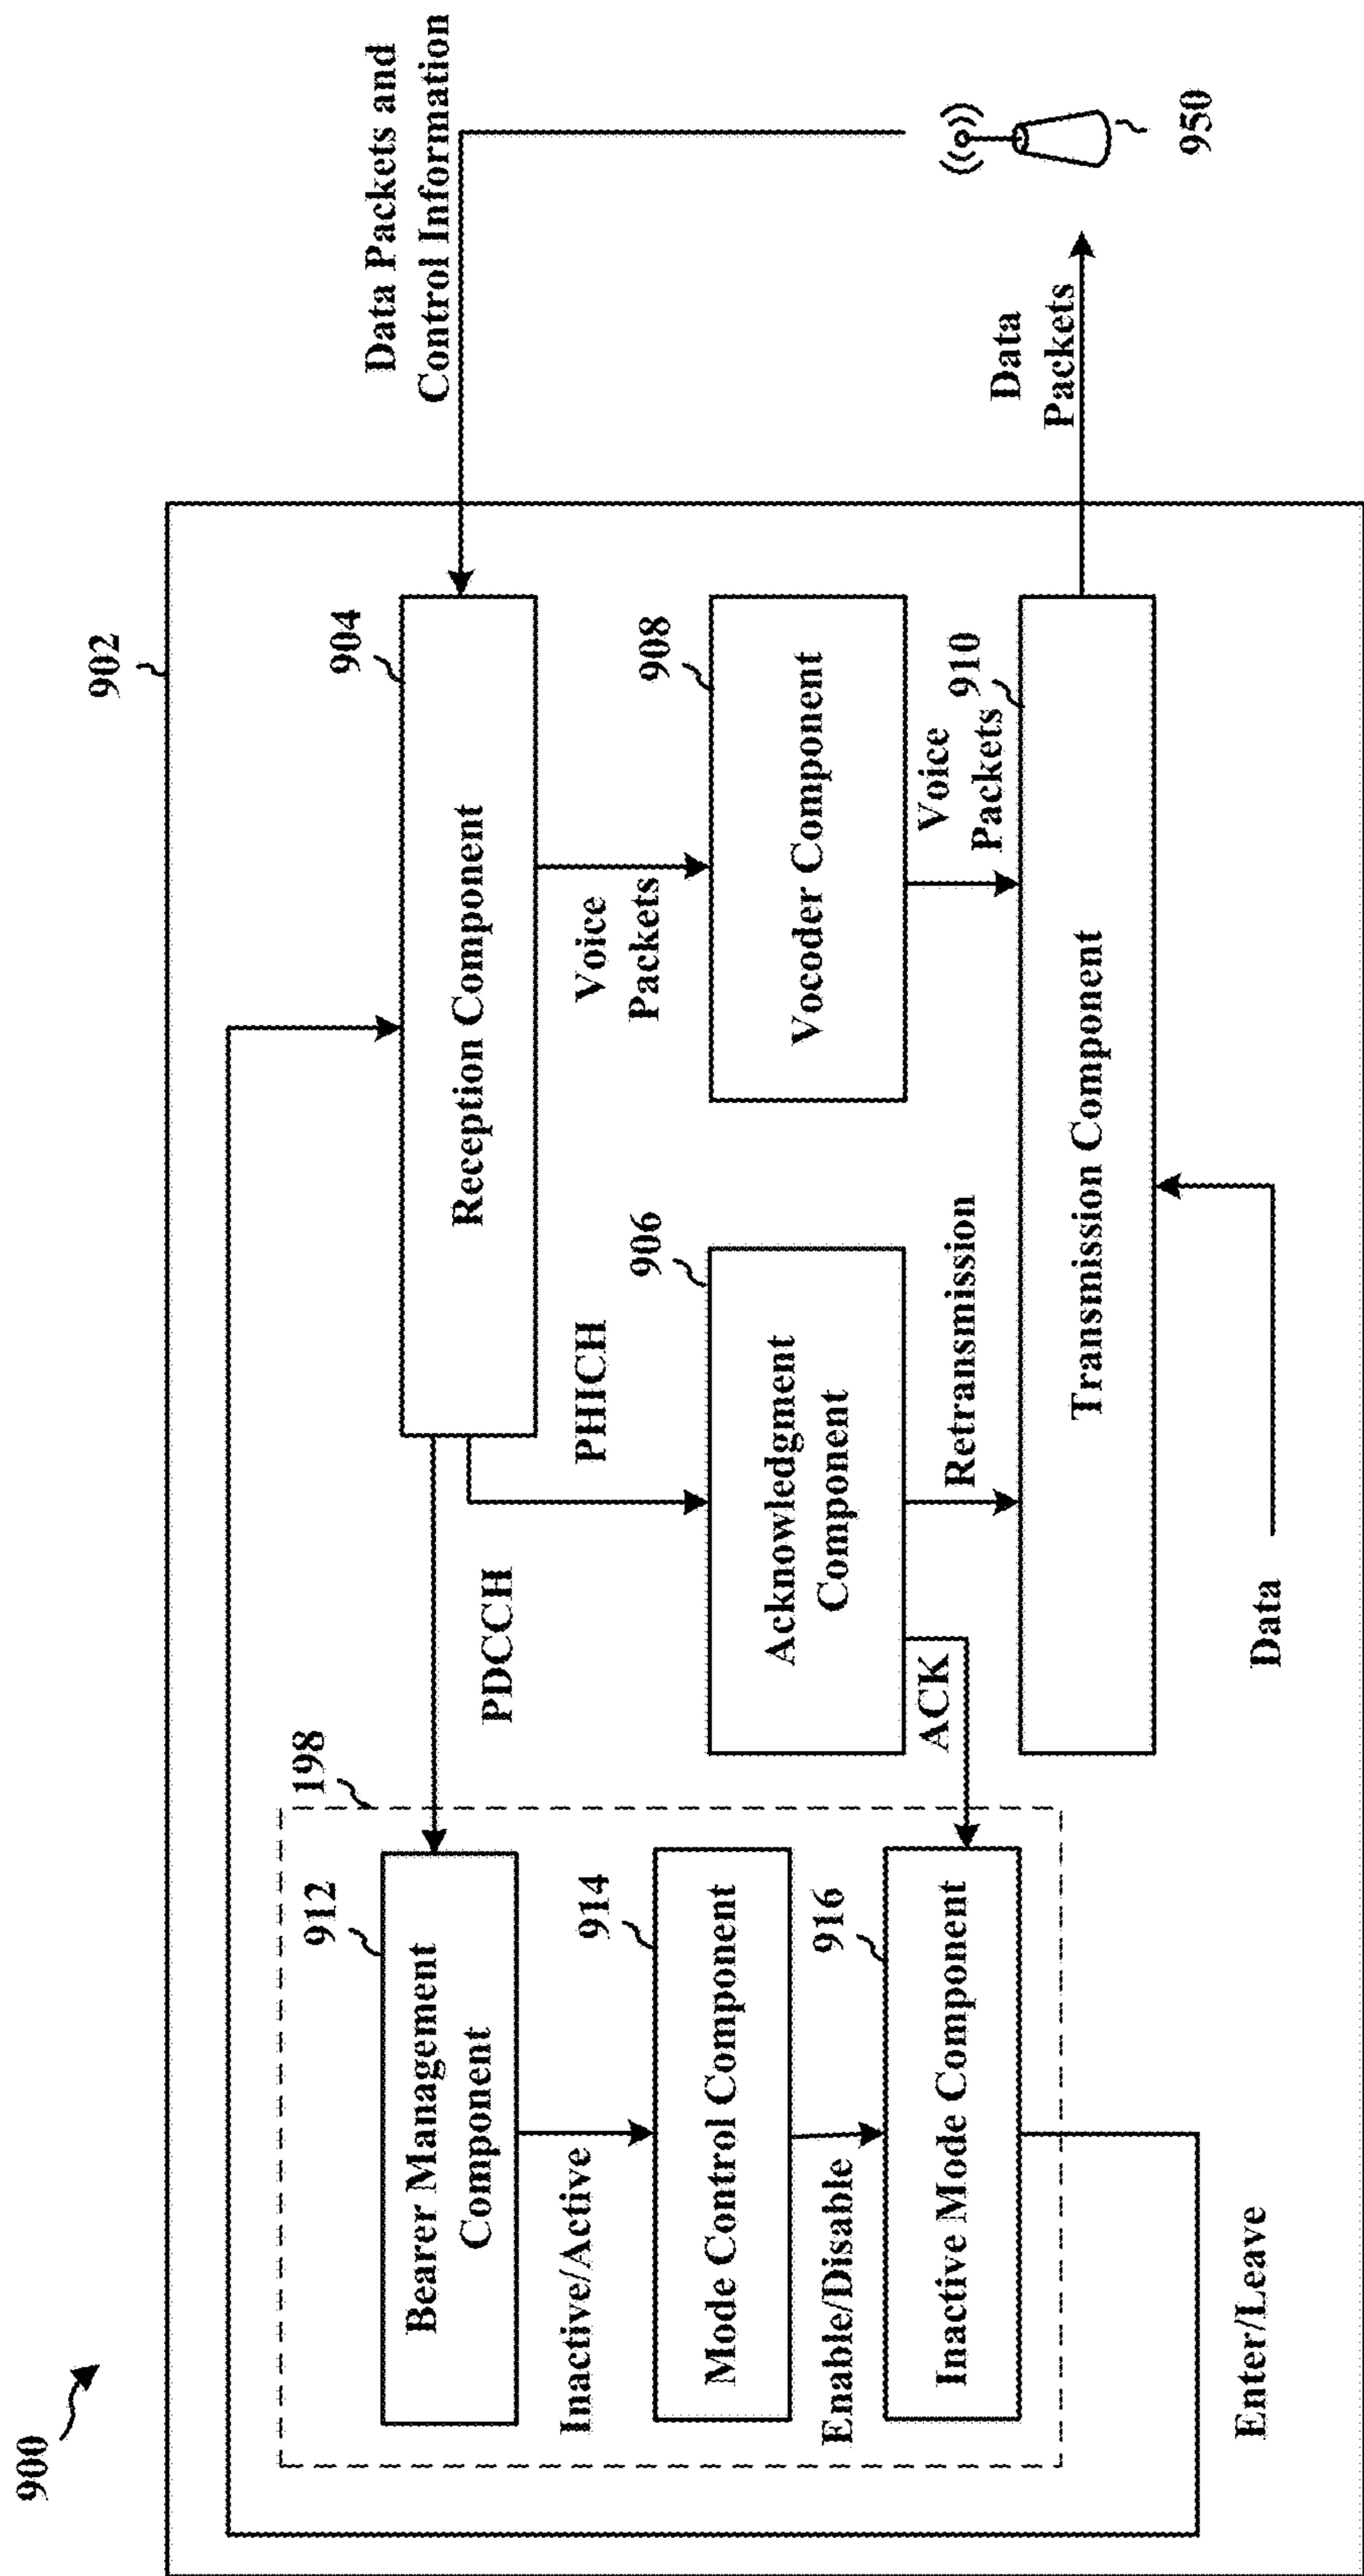 900
902
198
912
Bearer Management
Component
Inactive/Active
914
Mode Control Component
Enable/Disable
916
Inactive Mode Component
Enter/Leave
PDCCH
PHICH
904
Reception Component
Voice
Packets
906
Acknowledgment
Component
ACK
Retransmission
908
Vocoder Component
Voice
Packets
910
Transmission Component
Data
Data Packets and
Control Information
Data
Packets
950